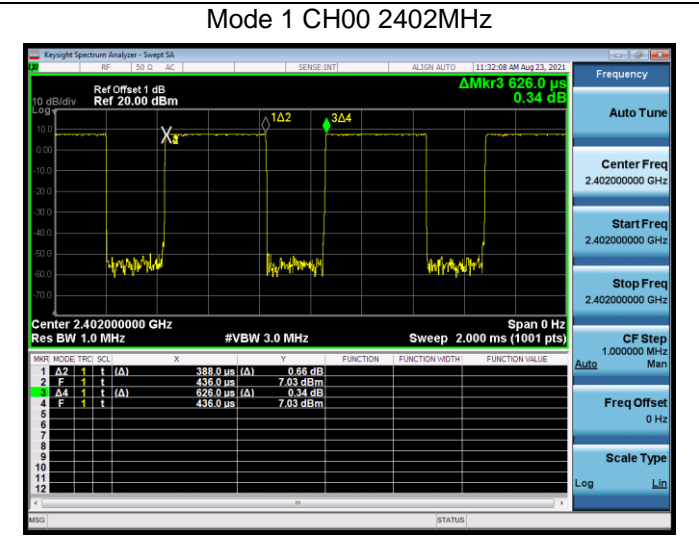 Mode 1 CH00 2402MHz
Keysight Spectrum Analyzer - Swept SA
RF 50 Ω AC SENSE:INT ALIGN AUTO 11:32:08 AM Aug 23, 2021
Frequency
ΔMkr3 626.0 µs
0.34 dB
Ref Offset 1 dB
10 dB/div Ref 20.00 dBm
Log
1Δ2 3Δ4
10.0
0.00
-10.0
-20.0
-30.0
-40.0
-50.0
-60.0
-70.0
Center 2.402000000 GHz Span 0 Hz
Res BW 1.0 MHz #VBW 3.0 MHz Sweep 2.000 ms (1001 pts)
MKR MODE TRC SCL X Y FUNCTION FUNCTION WIDTH FUNCTION VALUE
1 Δ2 1 t (Δ) 388.0 µs (Δ) 0.66 dB
2 F 1 t 436.0 µs 7.03 dBm
3 Δ4 1 t (Δ) 626.0 µs (Δ) 0.34 dB
4 F 1 t 436.0 µs 7.03 dBm
5
6
7
8
9
10
11
12
MSG STATUS
Auto Tune
Center Freq
2.402000000 GHz
Start Freq
2.402000000 GHz
Stop Freq
2.402000000 GHz
CF Step
1.000000 MHz
Auto Man
Freq Offset
0 Hz
Scale Type
Log Lin